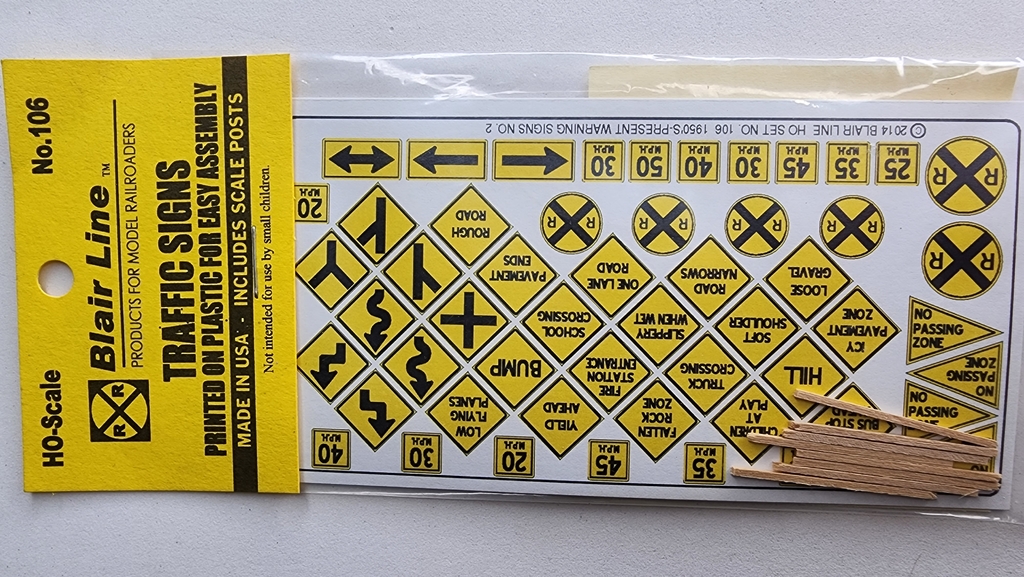 HO-Scale
No.106
R R
Blair Line™
PRODUCTS FOR MODEL RAILROADERS
TRAFFIC SIGNS
PRINTED ON PLASTIC FOR EASY ASSEMBLY
MADE IN USA - INCLUDES SCALE POSTS
Not intended for use by small children.
© 2014 BLAIR LINE HO SET NO. 106 1950'S-PRESENT WARNING SIGNS NO. 2
30
M.P.H.
50
M.P.H.
40
M.P.H.
30
M.P.H.
45
M.P.H.
35
M.P.H.
25
M.P.H.
R R
20
M.P.H.
ROUGH
ROAD
R R
R R
R R
R R
R R
PAVEMENT
ENDS
ONE LANE
ROAD
ROAD
NARROWS
LOOSE
GRAVEL
SCHOOL
CROSSING
SLIPPERY
WHEN WET
SOFT
SHOULDER
ICY
PAVEMENT
ZONE
NO
PASSING
ZONE
NO
PASSING
ZONE
NO
PASSING
NO
BUMP
FIRE
STATION
ENTRANCE
TRUCK
CROSSING
HILL
LOW
FLYING
PLANES
YIELD
AHEAD
FALLEN
ROCK
ZONE
CHILDREN
AT
PLAY
BUS STOP
AHEAD
40
M.P.H.
30
M.P.H.
20
M.P.H.
45
M.P.H.
35
M.P.H.